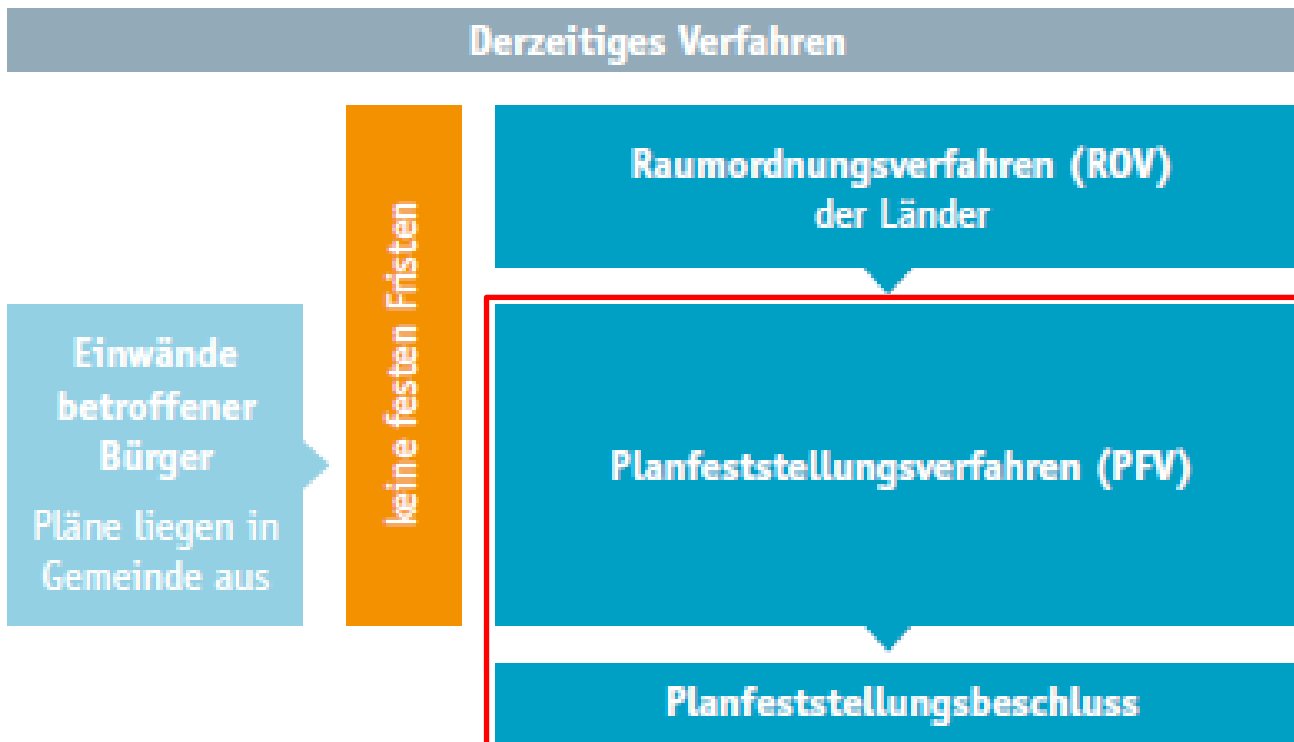 Derzeitiges Verfahren
Raumordnungsverfahren (ROV)
der Länder
keine festen Fristen
Einwände
betroffener
Bürger
Pläne liegen in
Gemeinde aus
Planfeststellungsverfahren (PFV)
Planfeststellungsbeschluss